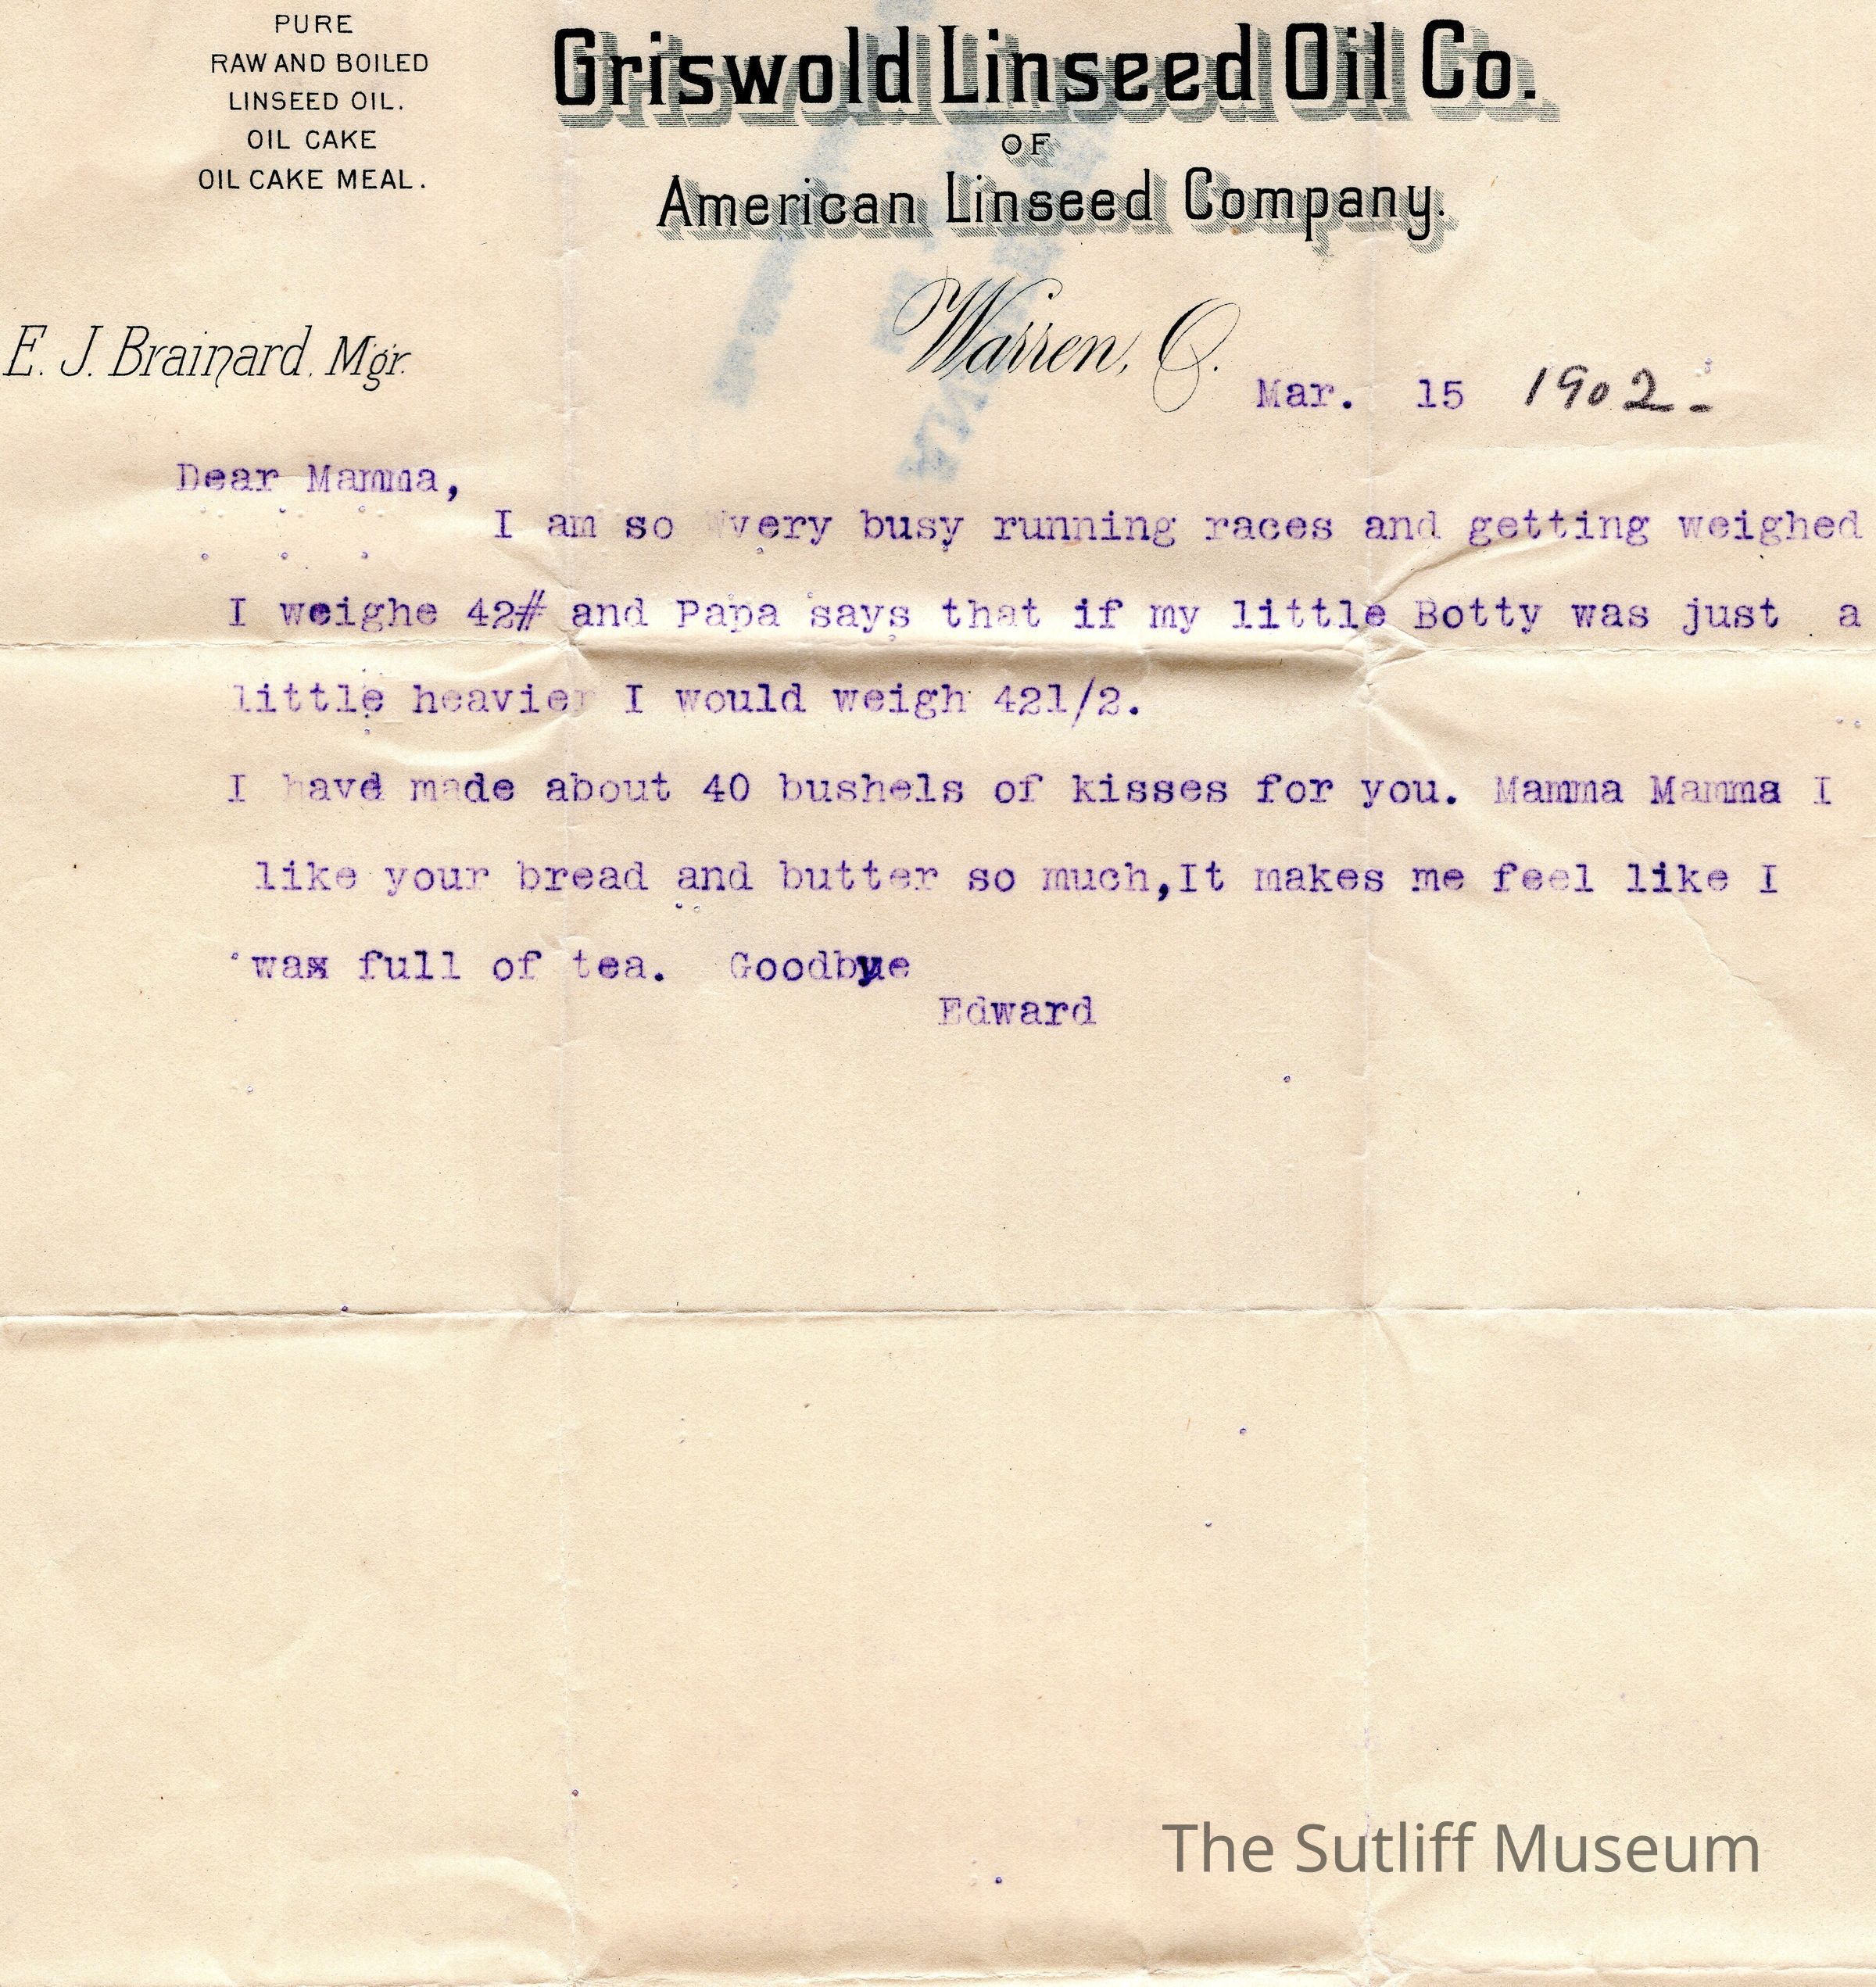 PURE
RAW AND BOILED
LINSEED OIL.
OIL CAKE
OIL CAKE MEAL.
Griswold Linseed Oil Co.
OF
American Linseed Company.
E. J. Brainard, Mgr.
Warren, O.
Mar. 15 1902-
Dear Mamma,
I am so very busy running races and getting weighed
I weighe 42# and Papa says that if my little Botty was just a
little heavier I would weigh 421/2.
I have made about 40 bushels of kisses for you. Mamma Mamma I
like your bread and butter so much,It makes me feel like I
was full of tea. Goodbye
Edward
The Sutliff Museum